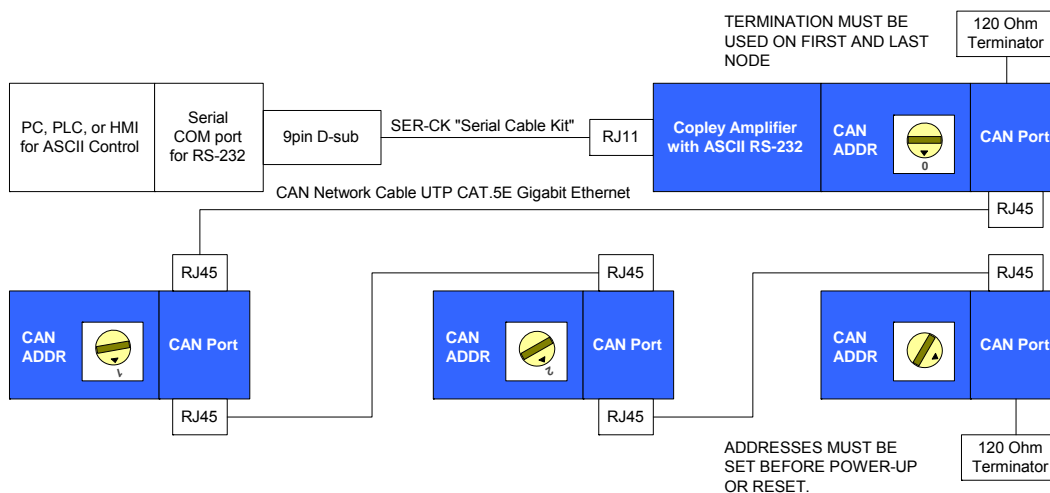 TERMINATION MUST BE
USED ON FIRST AND LAST
NODE
120 Ohm
Terminator
PC, PLC, or HMI
for ASCII Control
Serial
COM port
for RS-232
9pin D-sub
SER-CK "Serial Cable Kit"
RJ11
Copley Amplifier
with ASCII RS-232
CAN
ADDR
0
CAN Port
CAN Network Cable UTP CAT.5E Gigabit Ethernet
RJ45
RJ45
RJ45
RJ45
CAN
ADDR
1
CAN Port
CAN
ADDR
2
CAN Port
CAN
ADDR
CAN Port
RJ45
RJ45
ADDRESSES MUST BE
SET BEFORE POWER-UP
OR RESET.
120 Ohm
Terminator